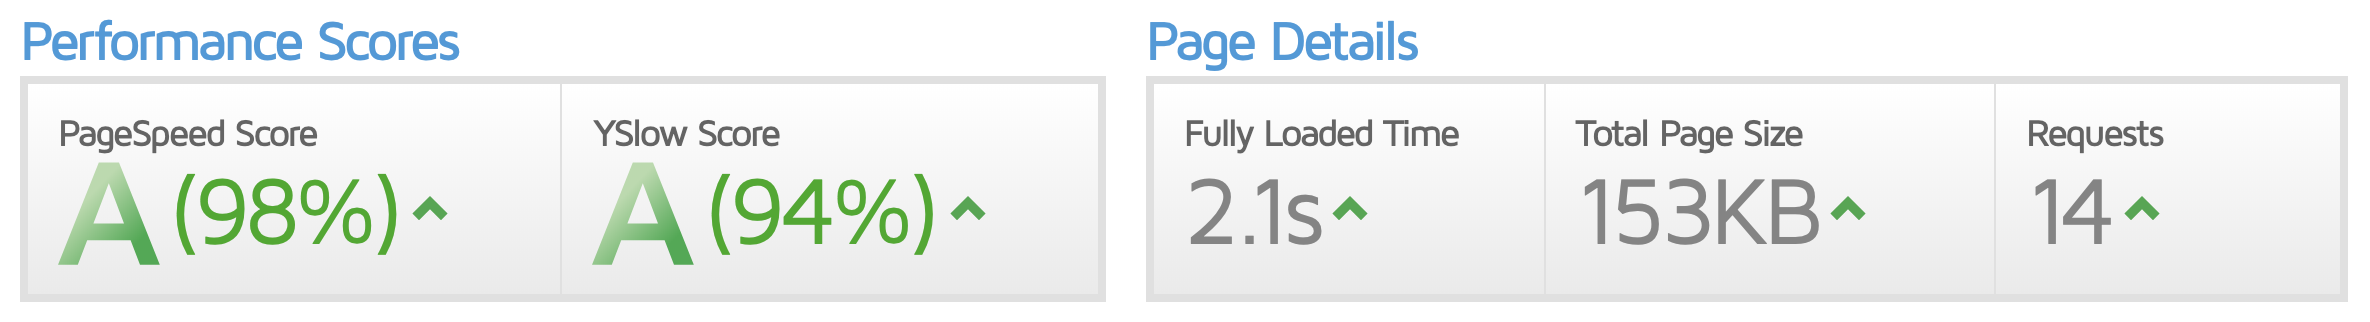 Performance Scores
PageSpeed Score
A (98%)
YSlow Score
A (94%)
Page Details
Fully Loaded Time
2.1s
Total Page Size
153KB
Requests
14